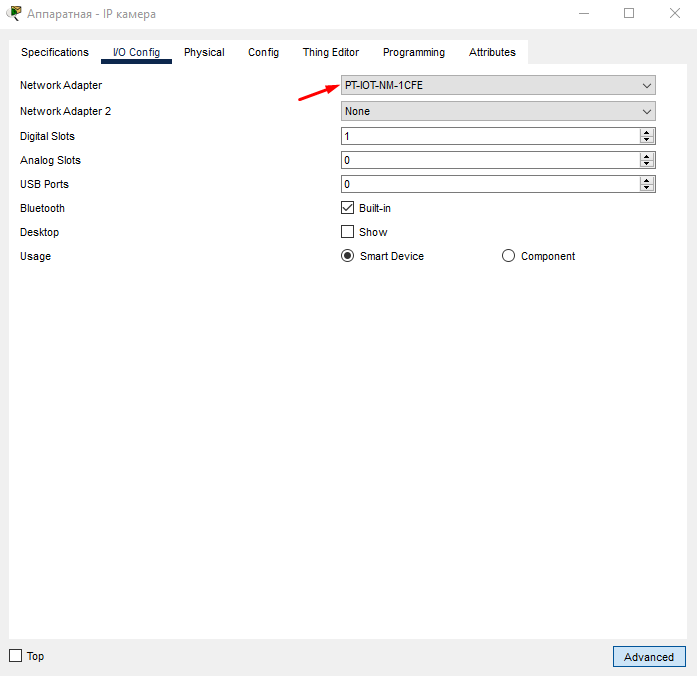 Аппаратная - IP камера
Specifications I/O Config Physical Config Thing Editor Programming Attributes
Network Adapter PT-IOT-NM-1CFE
Network Adapter 2 None
Digital Slots 1
Analog Slots 0
USB Ports 0
Bluetooth Built-in
Desktop Show
Usage Smart Device Component
Top Advanced